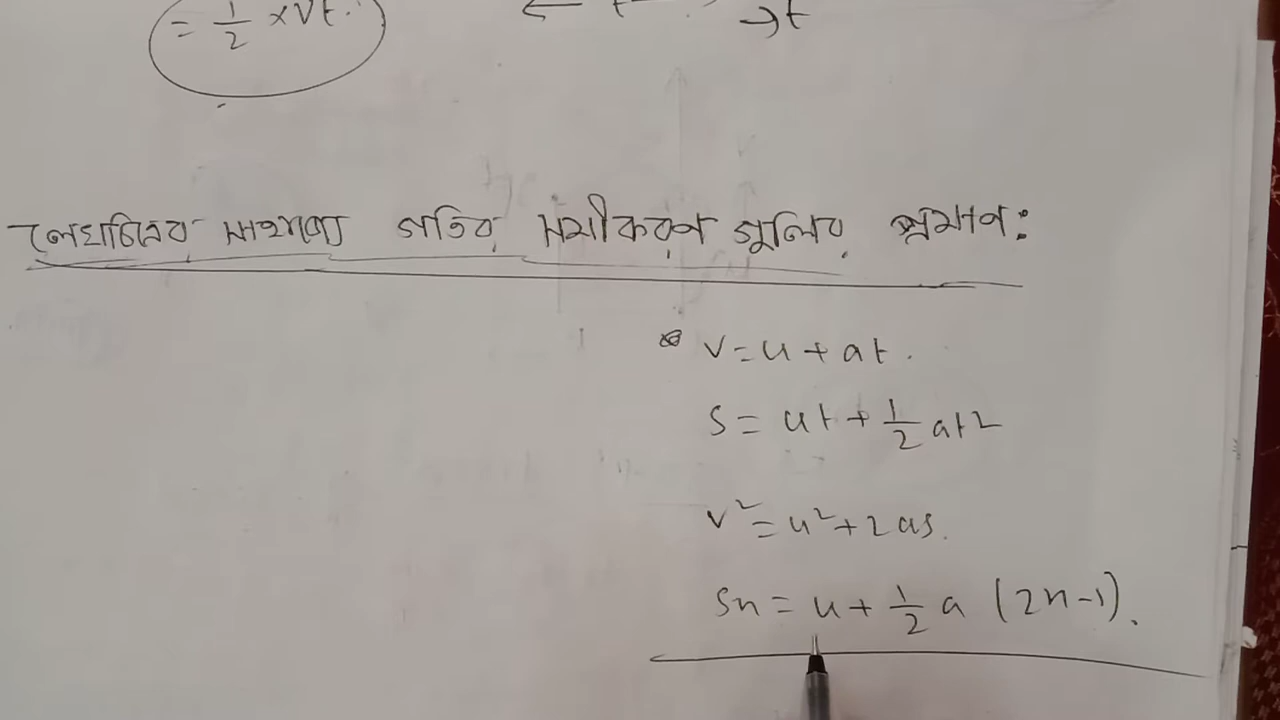 = 1/2 × Vt.
← t → t
লেখচিত্রের সাহায্যে গতির সমীকরণ গুলির প্রমাণ:
v = u + at.
s = ut + 1/2 at²
v² = u² + 2as.
Sn = u + 1/2 a (2n-1).